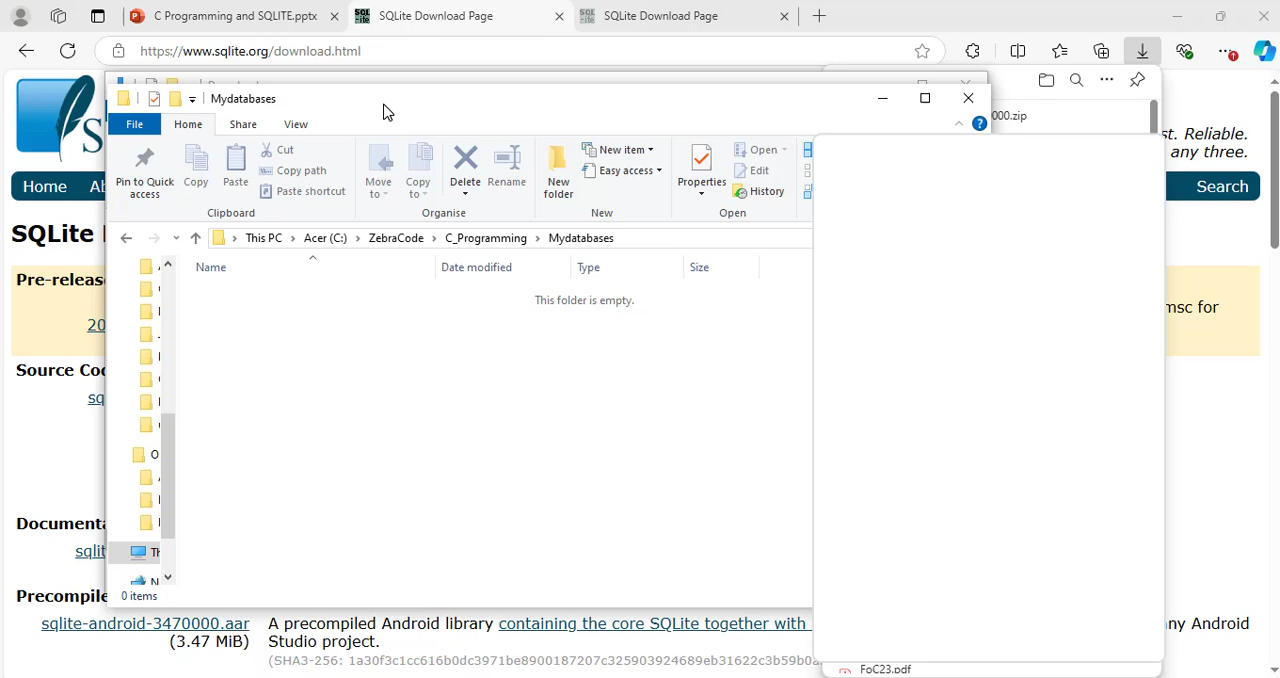 C Programming and SQLITE.pptx
SQLite Download Page
SQLite Download Page
https://www.sqlite.org/download.html
Mydatabases
000.zip
File Home Share View
st. Reliable.
any three.
Pin to Quick access
Copy
Paste
Cut
Copy path
Paste shortcut
Move to
Copy to
Delete
Rename
New folder
New item
Easy access
Properties
Open
Edit
History
Clipboard
Organise
New
Open
Home
Search
This PC > Acer (C:) > ZebraCode > C_Programming > Mydatabases
SQLite
Name
Date modified
Type
Size
This folder is empty.
Pre-releas
msc for
20
Source Co
sq
Documenta
sqlit
0 items
Precompile
sqlite-android-3470000.aar
(3.47 MiB)
A precompiled Android library containing the core SQLite together with
ny Android
Studio project.
(SHA3-256: 1a30f3c1cc616b0dc3971be8900187207c325903924689eb31622c3b59b0a
FoC23.pdf